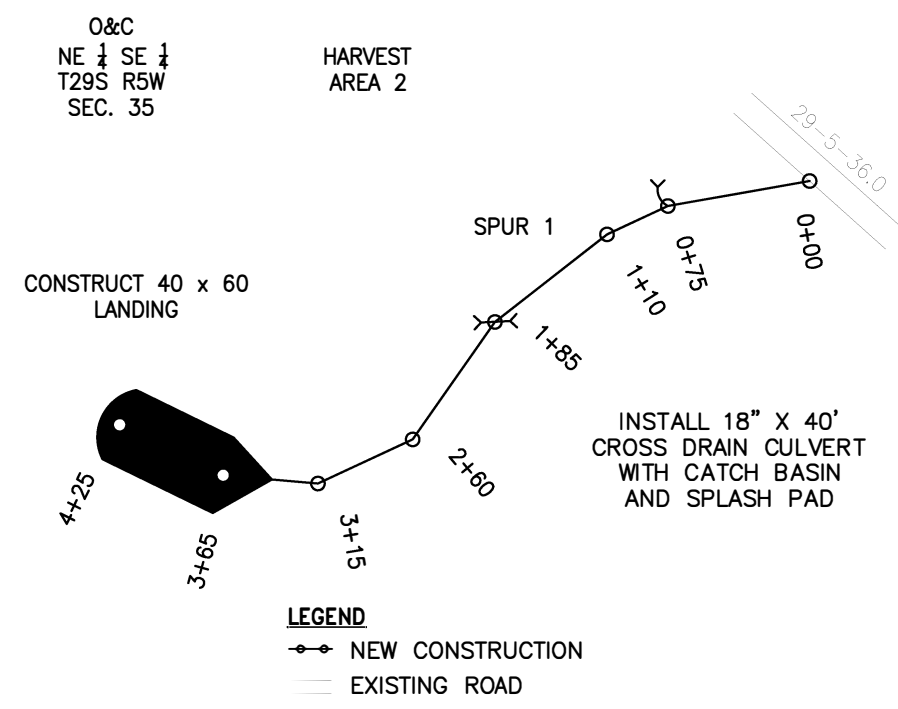 O&C
NE 1/4 SE 1/4
T29S R5W
SEC. 35
HARVEST
AREA 2
29-5-36.0
SPUR 1
0+00
0+75
1+10
CONSTRUCT 40 x 60
LANDING
1+85
INSTALL 18" X 40'
CROSS DRAIN CULVERT
WITH CATCH BASIN
AND SPLASH PAD
2+60
4+25
3+65
3+15
LEGEND
NEW CONSTRUCTION
EXISTING ROAD